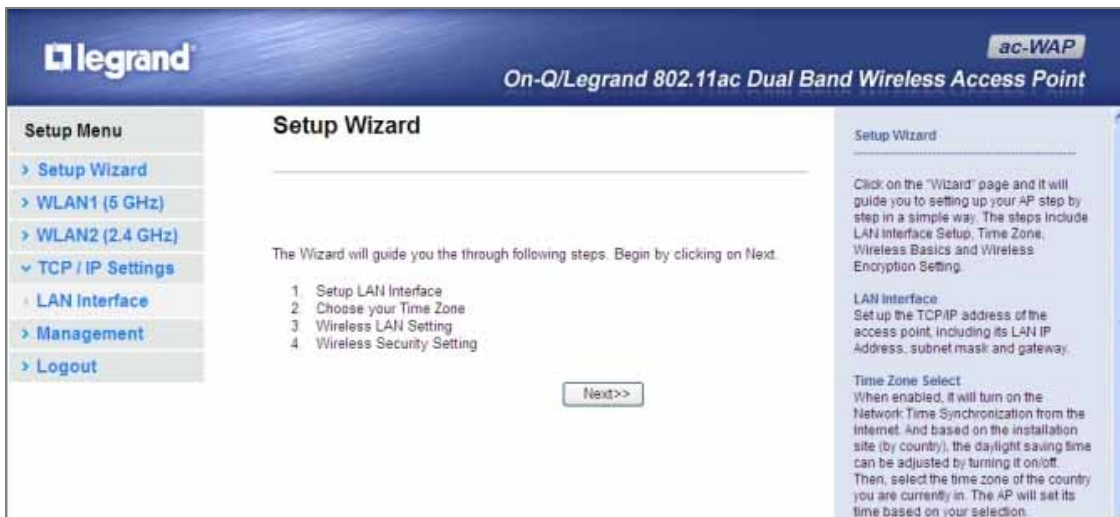 legrand
ac-WAP
On-Q/Legrand 802.11ac Dual Band Wireless Access Point
Setup Menu
> Setup Wizard
> WLAN1 (5 GHz)
> WLAN2 (2.4 GHz)
TCP / IP Settings
LAN Interface
> Management
> Logout
Setup Wizard
The Wizard will guide you the through following steps. Begin by clicking on Next.
1. Setup LAN Interface
2. Choose your Time Zone
3. Wireless LAN Setting
4. Wireless Security Setting
Next>>
Setup Wizard
Click on the "Wizard" page and it will
guide you to setting up your AP step by
step in a simple way. The steps include
LAN Interface Setup, Time Zone,
Wireless Basics and Wireless
Encryption Setting.
LAN Interface
Set up the TCP/IP address of the
access point, including its LAN IP
Address, subnet mask and gateway.
Time Zone Select
When enabled, it will turn on the
Network Time Synchronization from the
Internet. And based on the installation
site (by country), the daylight saving time
can be adjusted by turning it on/off.
Then, select the time zone of the country
you are currently in. The AP will set its
time based on your selection.